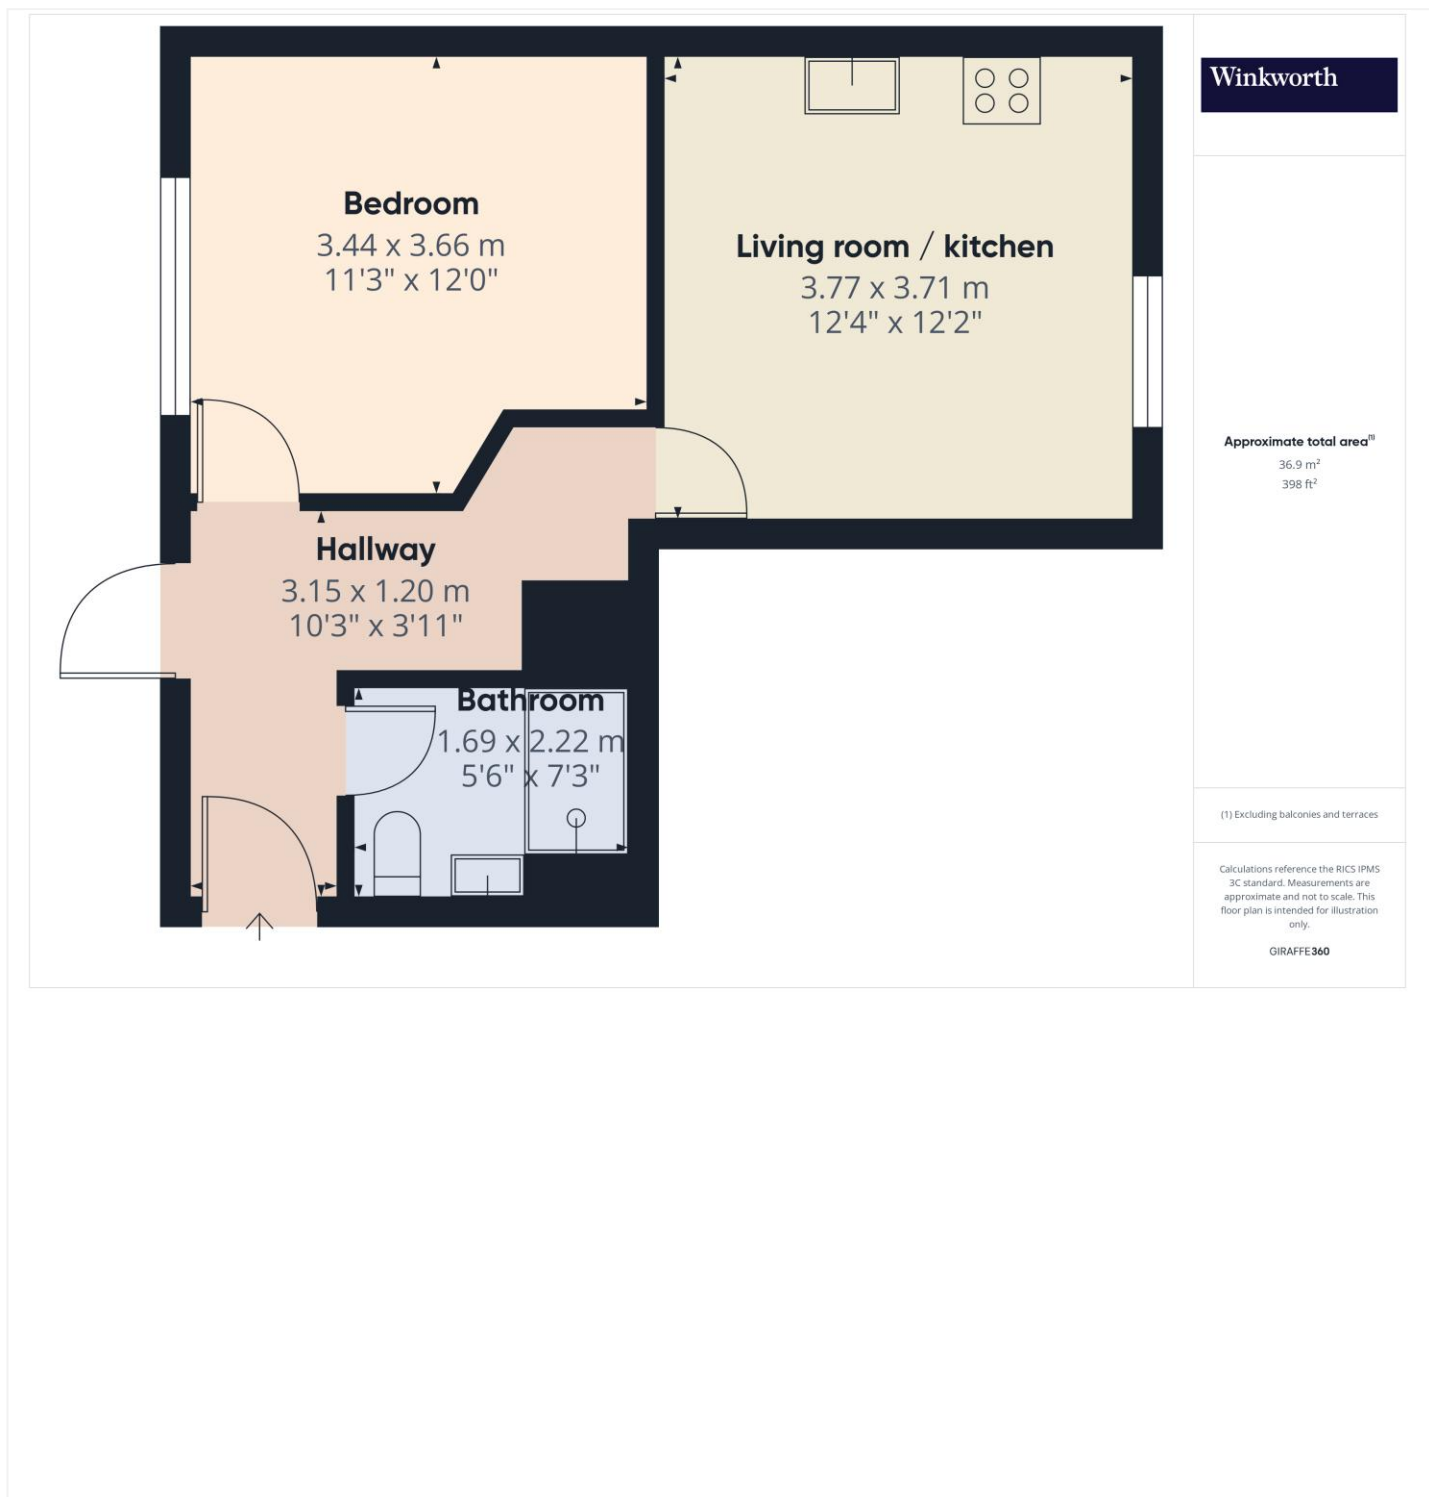 Winkworth
Bedroom
3.44 x 3.66 m
11'3" x 12'0"
Living room / kitchen
3.77 x 3.71 m
12'4" x 12'2"
Hallway
3.15 x 1.20 m
10'3" x 3'11"
Bathroom
1.69 x 2.22 m
5'6" x 7'3"
Approximate total area⁽¹⁾
36.9 m²
398 ft²
(1) Excluding balconies and terraces
Calculations reference the RICS IPMS
3C standard. Measurements are
approximate and not to scale. This
floor plan is intended for illustration
only.
GIRAFFE360